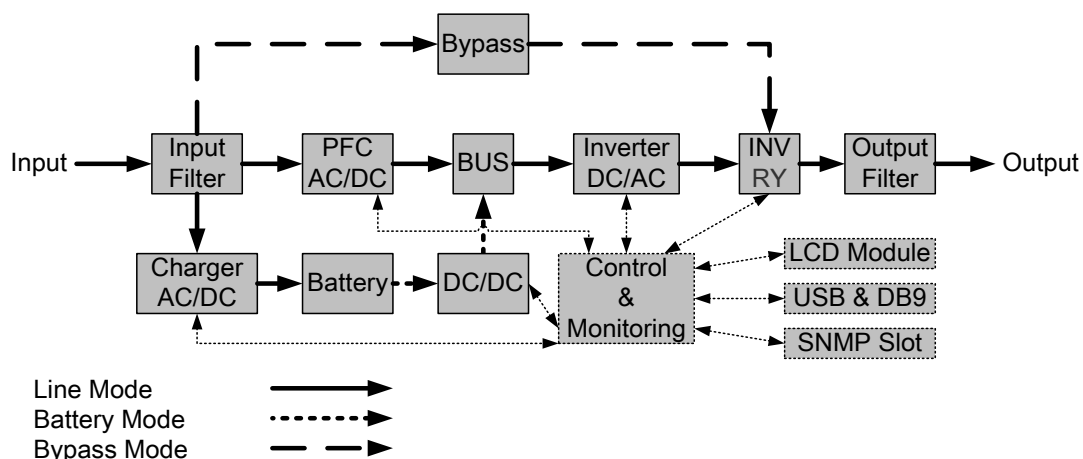 Bypass
Input
Input
Filter
PFC
AC/DC
BUS
Inverter
DC/AC
INV
RY
Output
Filter
Output
Charger
AC/DC
Battery
DC/DC
Control
&
Monitoring
LCD Module
USB & DB9
SNMP Slot
Line Mode
Battery Mode
Bypass Mode